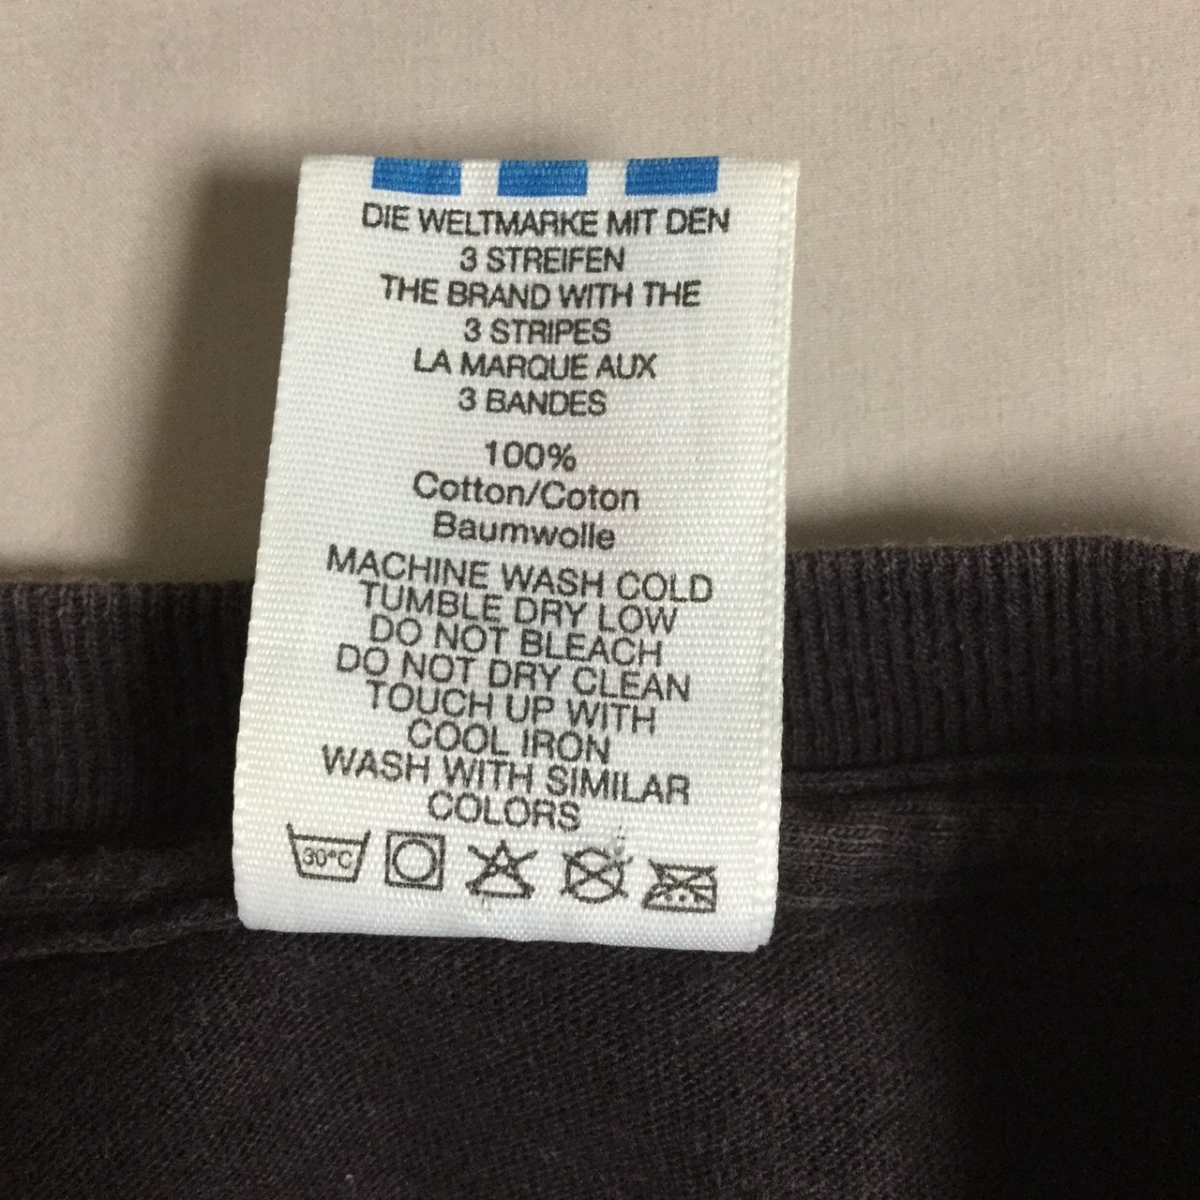 DIE WELTMARKE MIT DEN
3 STREIFEN
THE BRAND WITH THE
3 STRIPES
LA MARQUE AUX
3 BANDES
100%
Cotton/Coton
Baumwolle
MACHINE WASH COLD
TUMBLE DRY LOW
DO NOT BLEACH
DO NOT DRY CLEAN
TOUCH UP WITH
COOL IRON
WASH WITH SIMILAR
COLORS
30°C